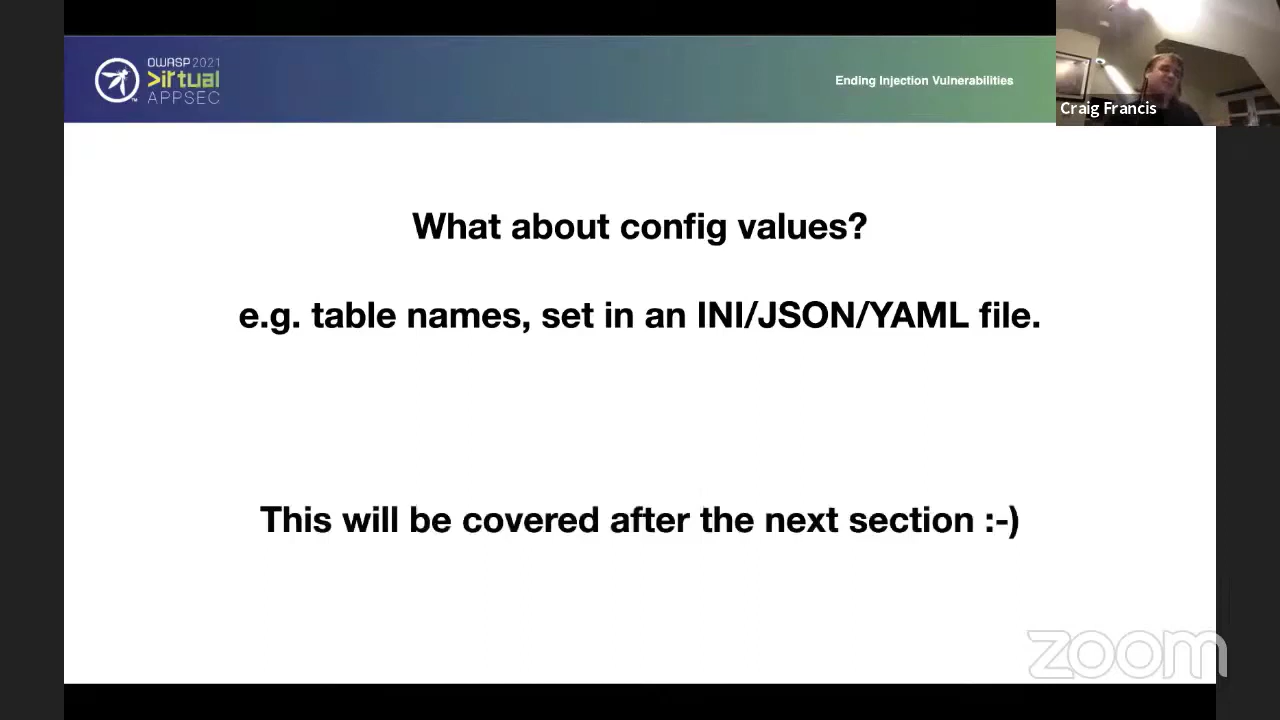 OWASP 2021
>irtual
APPSEC
TM
Ending Injection Vulnerabilities
Craig Francis
What about config values?
e.g. table names, set in an INI/JSON/YAML file.
This will be covered after the next section :-)
zoom